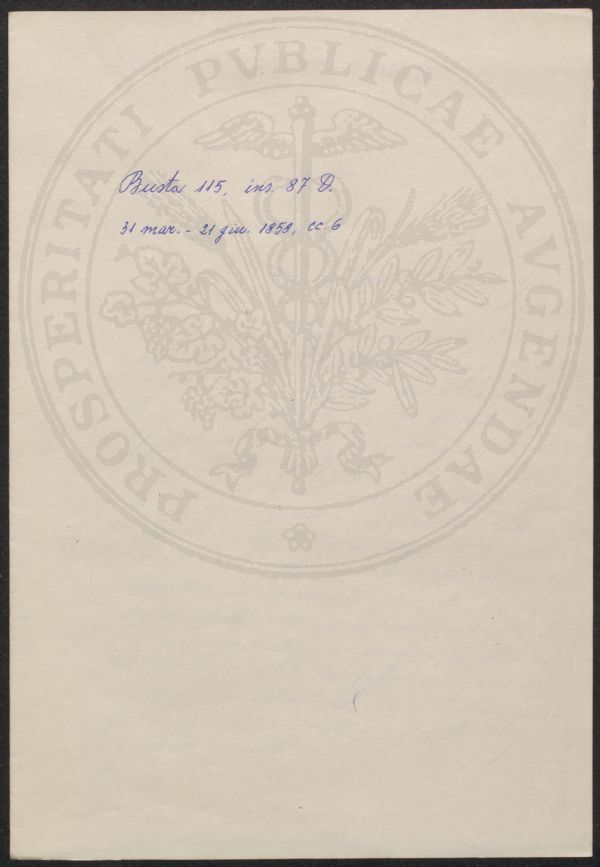 PROSPERITATI PVBLICAE AVGENDAE
Busta 115, ins. 87 D.
31 mar. - 21 giu. 1858, cc. 6